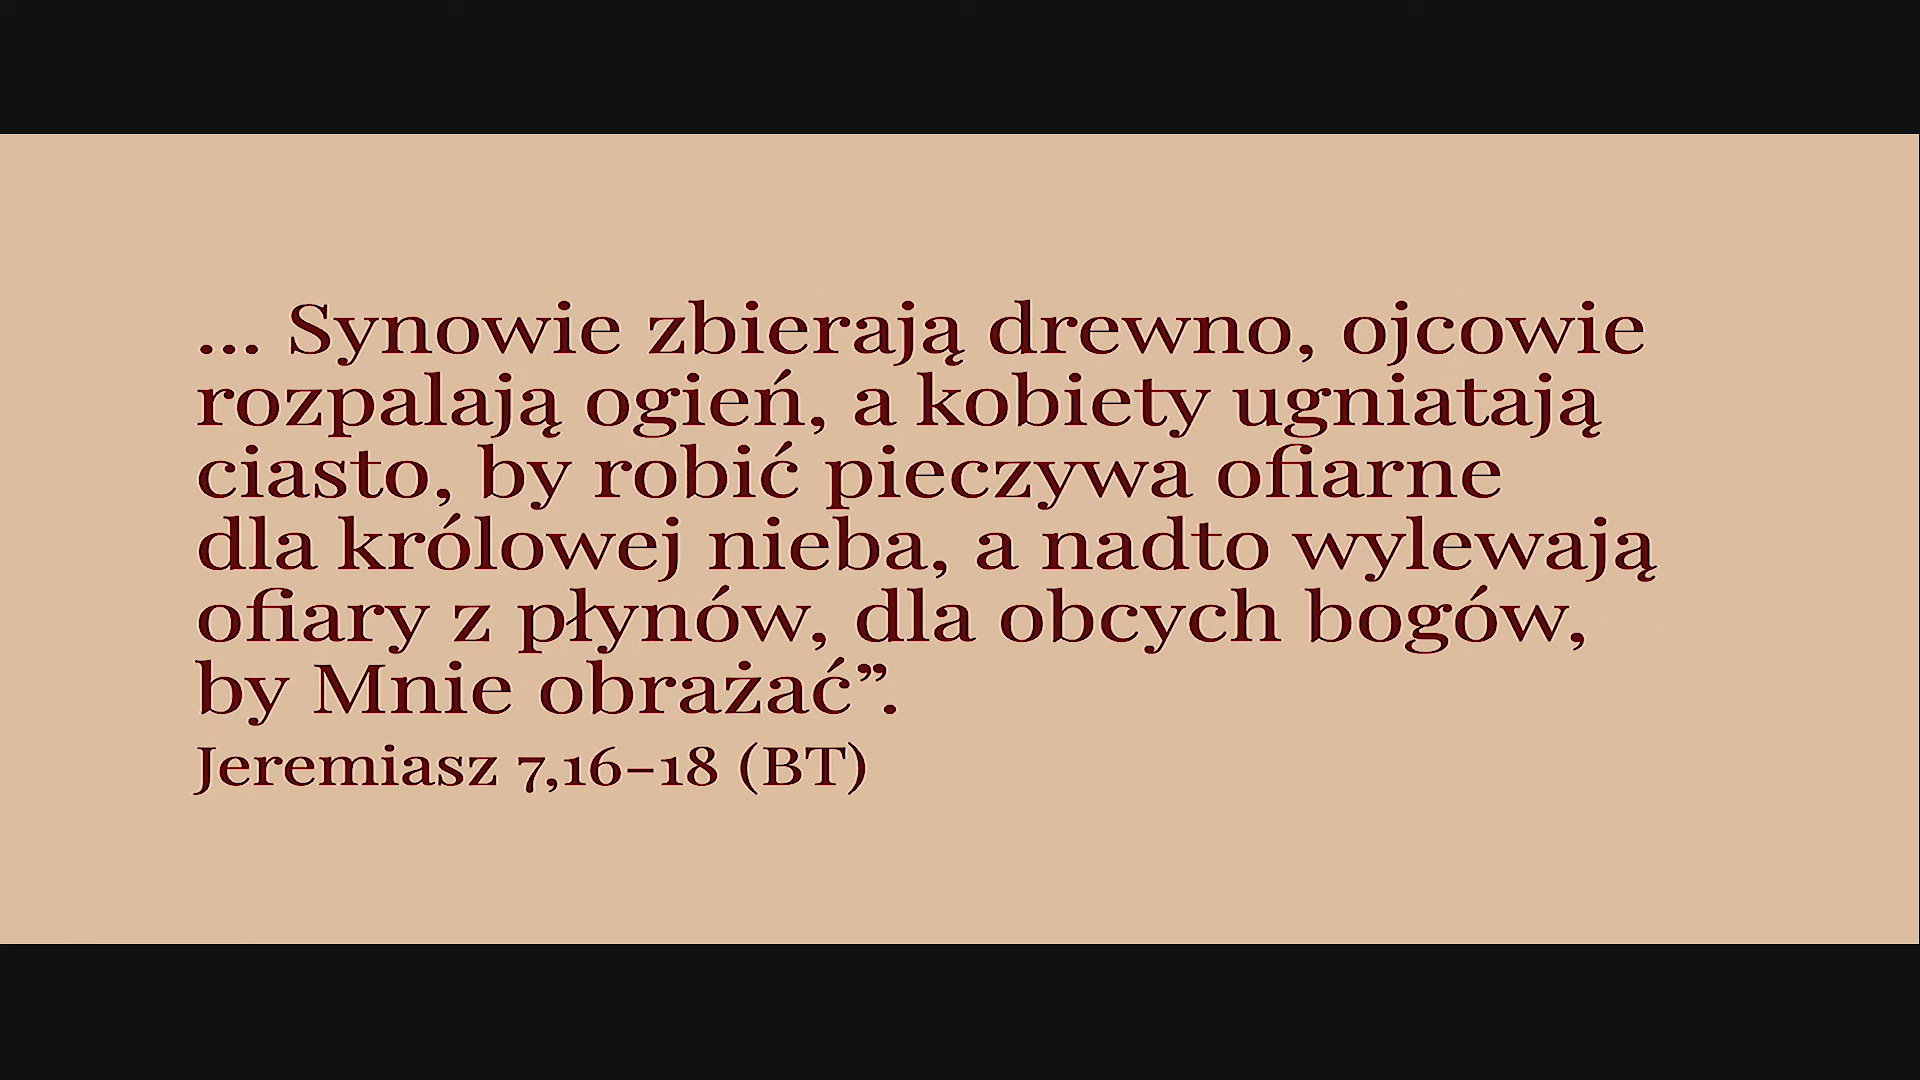 ... Synowie zbierają drewno, ojcowie
rozpalają ogień, a kobiety ugniatają
ciasto, by robić pieczywa ofiarne
dla królowej nieba, a nadto wylewają
ofiary z płynów, dla obcych bogów,
by Mnie obrażać”.
Jeremiasz 7,16–18 (BT)